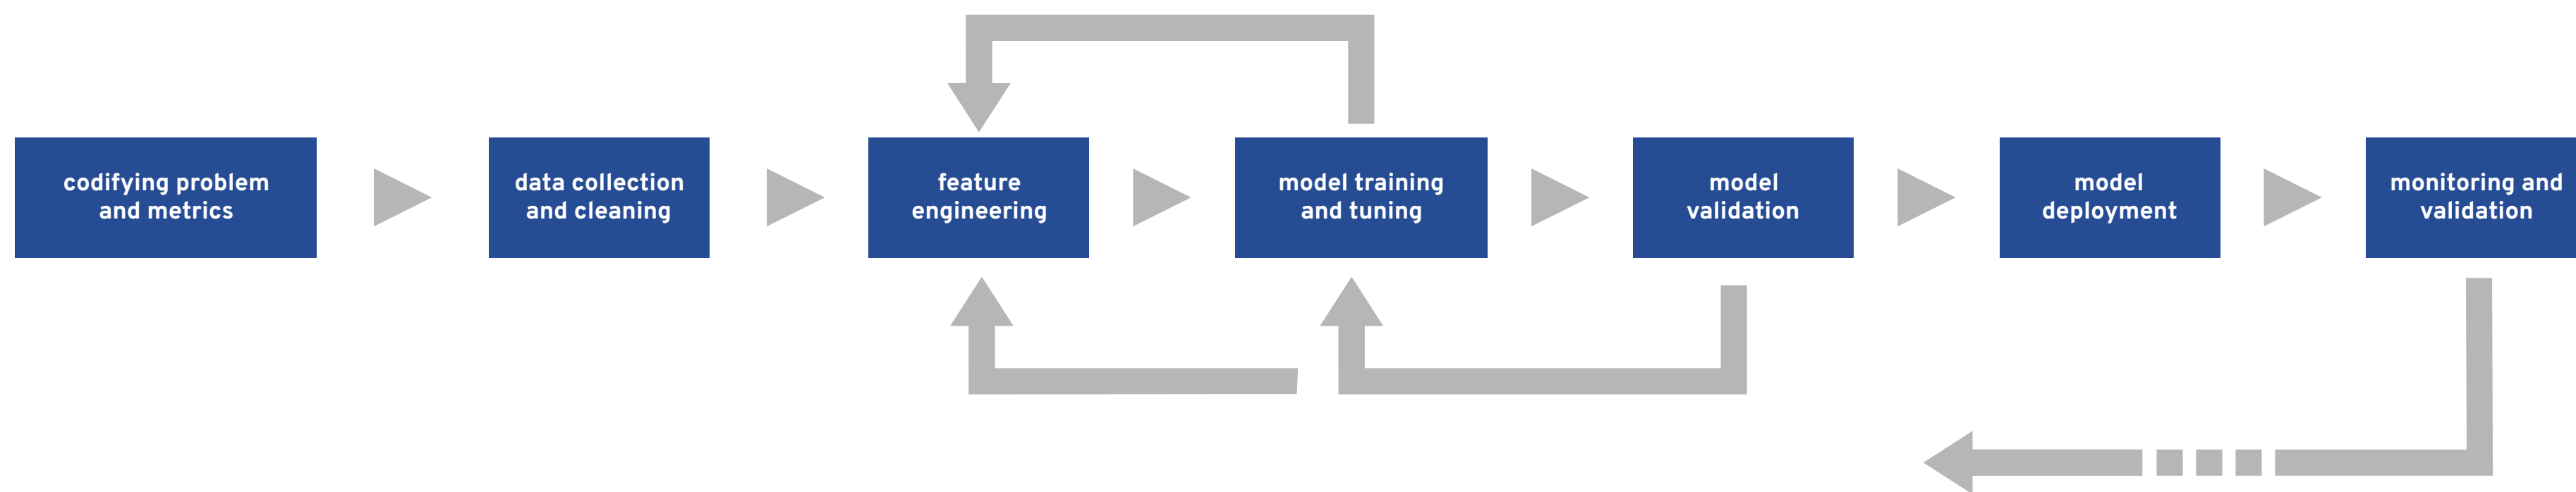 codifying problem
and metrics
data collection
and cleaning
feature
engineering
model training
and tuning
model
validation
model
deployment
monitoring and
validation